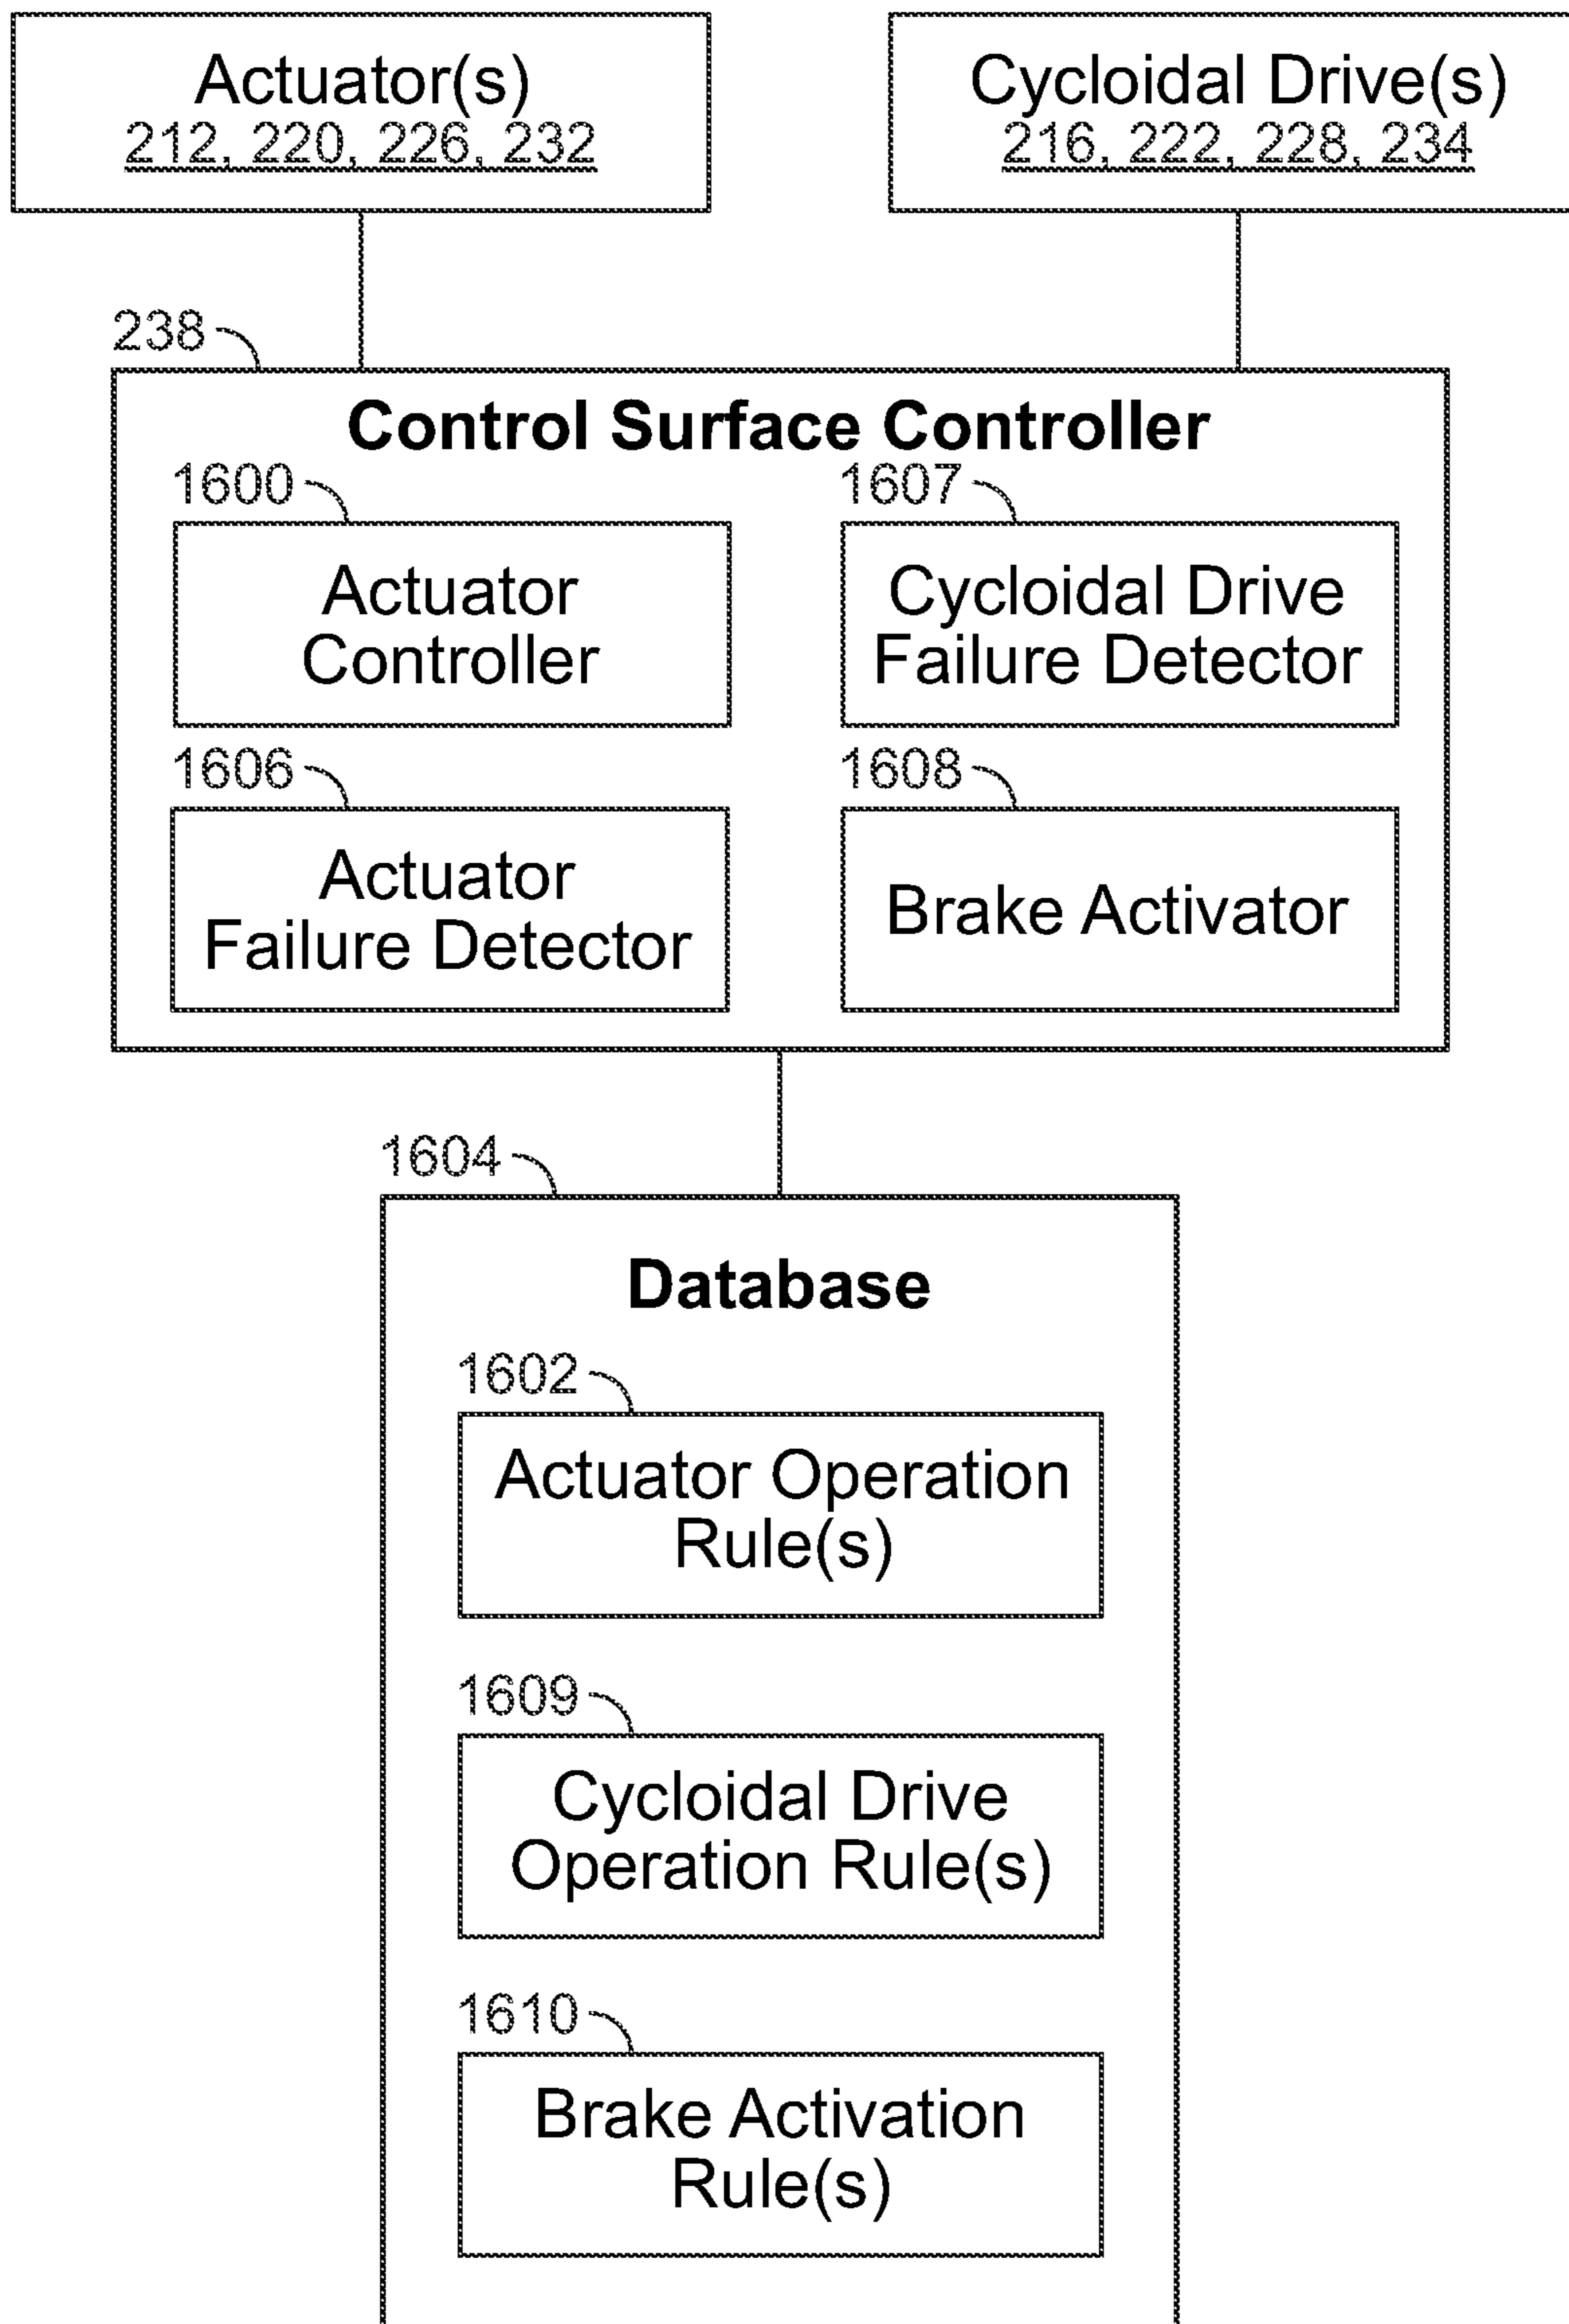 Actuator(s)
212, 220, 226, 232
Cycloidal Drive(s)
216, 222, 228, 234
238
Control Surface Controller
1600
Actuator
Controller
1607
Cycloidal Drive
Failure Detector
1606
Actuator
Failure Detector
1608
Brake Activator
1604
Database
1602
Actuator Operation
Rule(s)
1609
Cycloidal Drive
Operation Rule(s)
1610
Brake Activation
Rule(s)